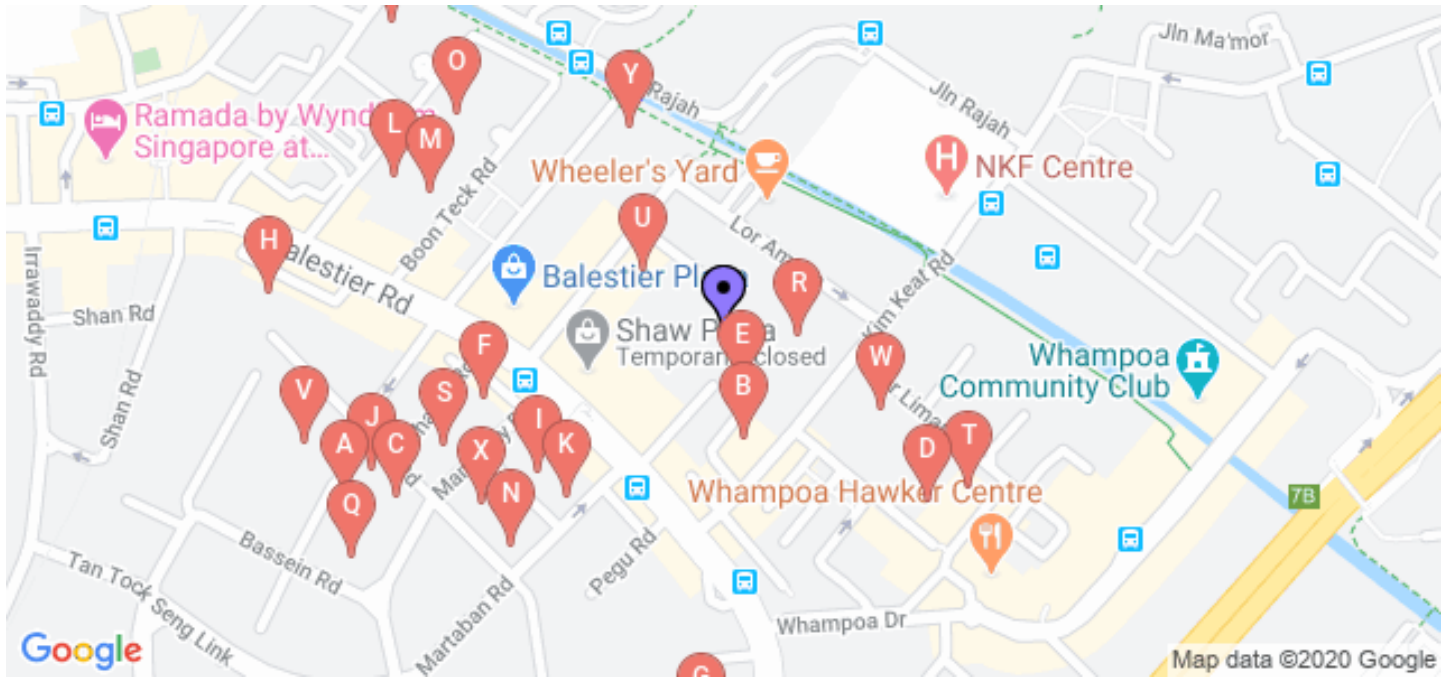 Jln Ma'mor
O
Y
Rajah
Jln Rajah
Ramada by Wyndham
Singapore at...
L
M
Wheeler's Yard
H
NKF Centre
Boon Teck Rd
U
Lor Am
H
Balestier Rd
Balestier Pl
R
Kim Keat Rd
Irrawaddy Rd
Shan Rd
Shaw P
Temporar
closed
E
F
W
Whampoa
Community Club
B
V
S
Shan Rd
J
A
C
I
K
X
D
T
Q
N
Whampoa Hawker Centre
7B
Bassein Rd
Pegu Rd
Tan Tock Seng Link
Martaban Rd
Whampoa Dr
Google
G
Map data ©2020 Google